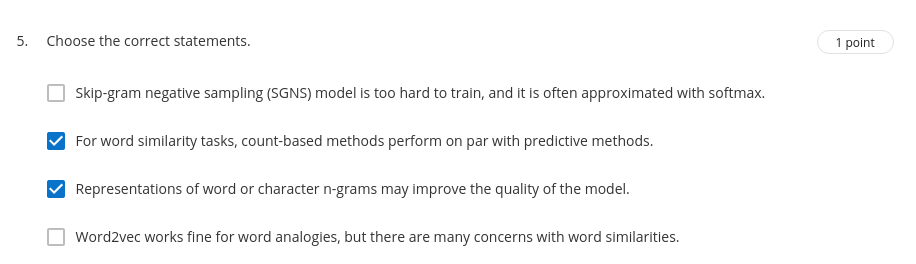 5. Choose the correct statements.
1 point
Skip-gram negative sampling (SGNS) model is too hard to train, and it is often approximated with softmax.
For word similarity tasks, count-based methods perform on par with predictive methods.
Representations of word or character n-grams may improve the quality of the model.
Word2vec works fine for word analogies, but there are many concerns with word similarities.